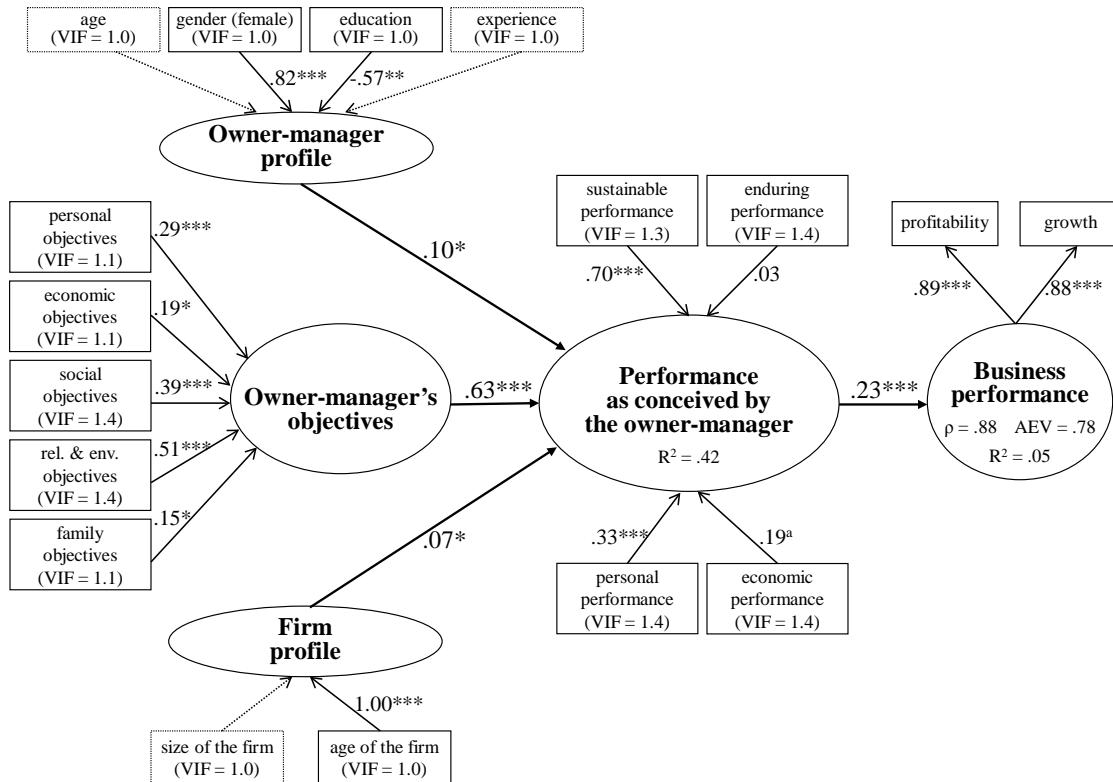 age
(VIF = 1.0)
gender (female)
(VIF = 1.0)
education
(VIF = 1.0)
experience
(VIF = 1.0)
.82***
-.57**
Owner-manager
profile
personal
objectives
(VIF = 1.1)
.29***
economic
objectives
(VIF = 1.1)
.19*
social
objectives
(VIF = 1.4)
.39***
rel. & env.
objectives
(VIF = 1.4)
.51***
family
objectives
(VIF = 1.1)
.15*
Owner-manager's
objectives
.10*
.63***
.07*
sustainable
performance
(VIF = 1.3)
enduring
performance
(VIF = 1.4)
.70***
.03
Performance
as conceived by
the owner-manager
R² = .42
.33***
.19ª
personal
performance
(VIF = 1.4)
economic
performance
(VIF = 1.4)
.23***
profitability
growth
.89***
.88***
Business
performance
ρ = .88 AEV = .78
R² = .05
Firm
profile
1.00***
size of the firm
(VIF = 1.0)
age of the firm
(VIF = 1.0)